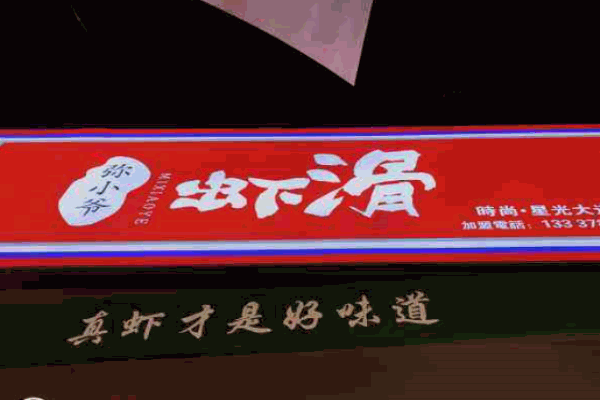 弥小爷
MIXIAOYE
虾滑
時尚·星光大
加盟電話：133 37
真虾才是好味道